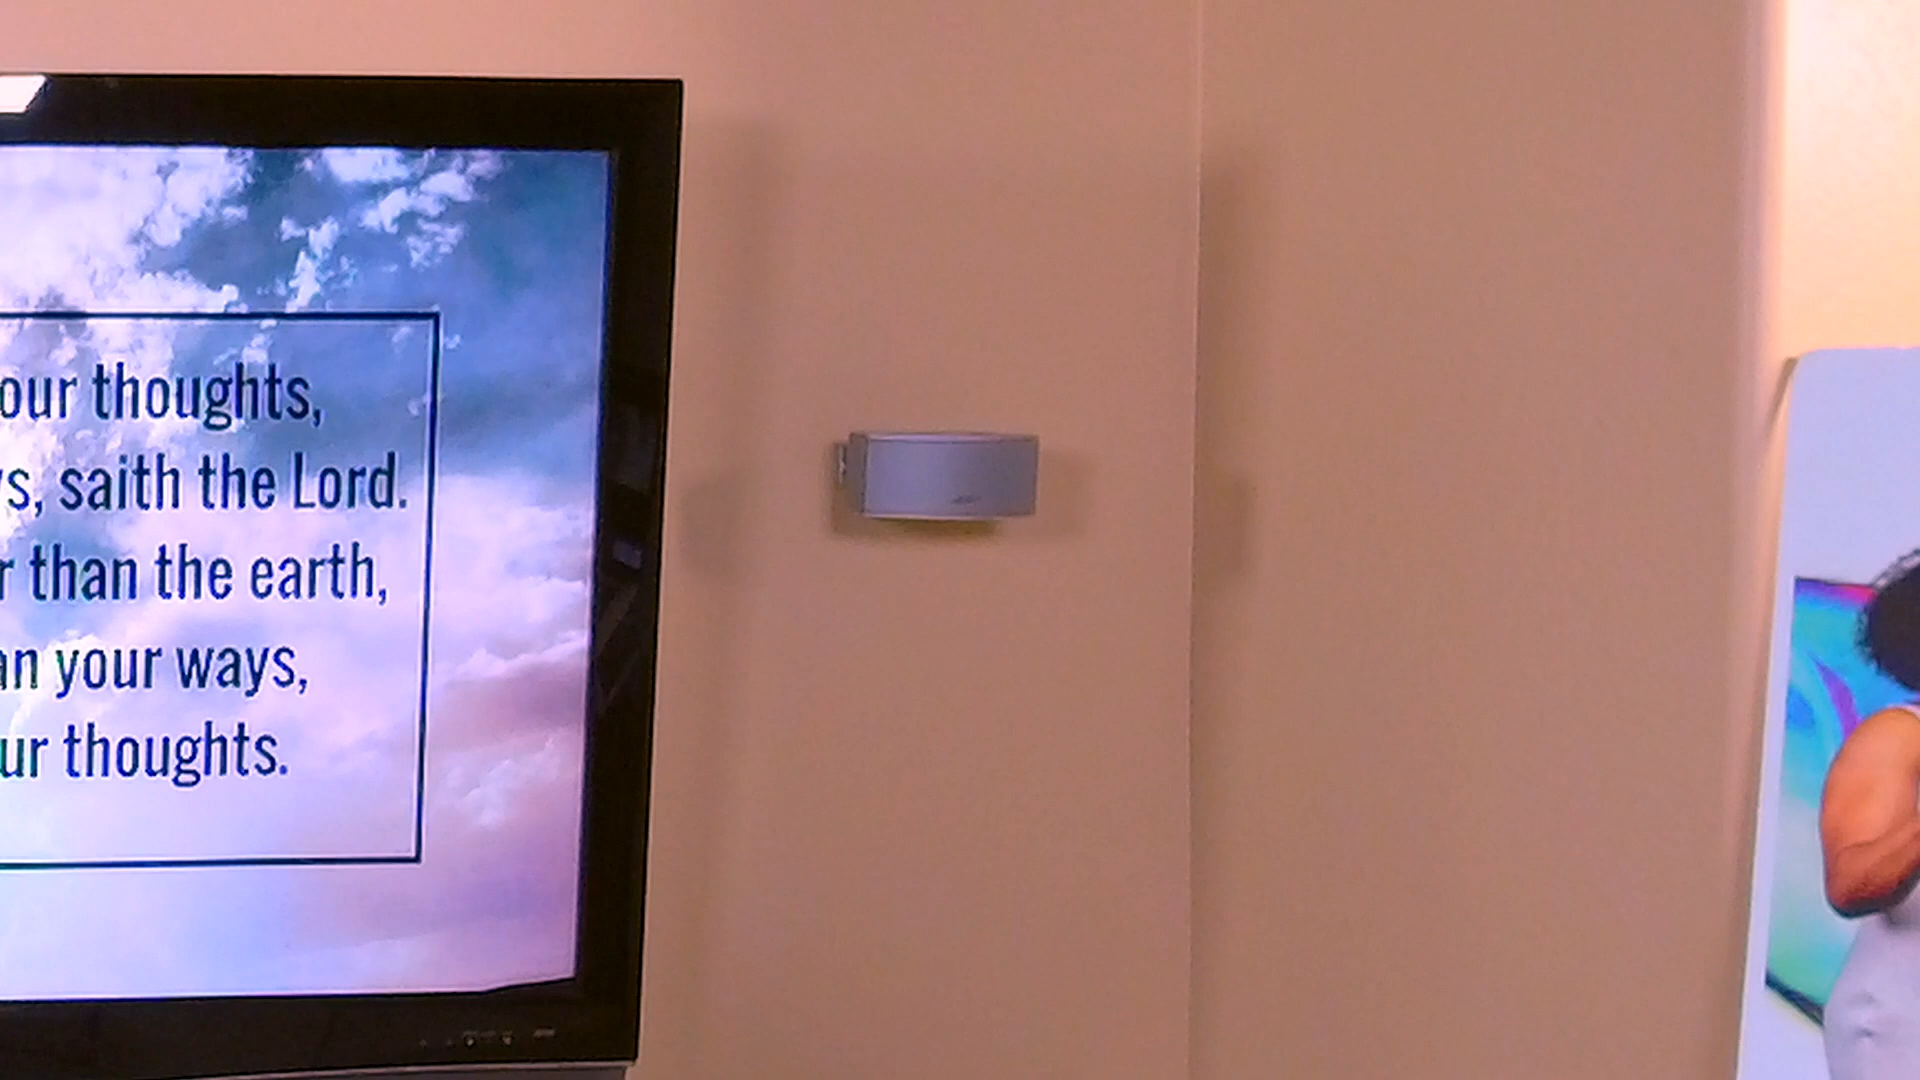 our thoughts,
s, saith the Lord.
r than the earth,
an your ways,
ur thoughts.